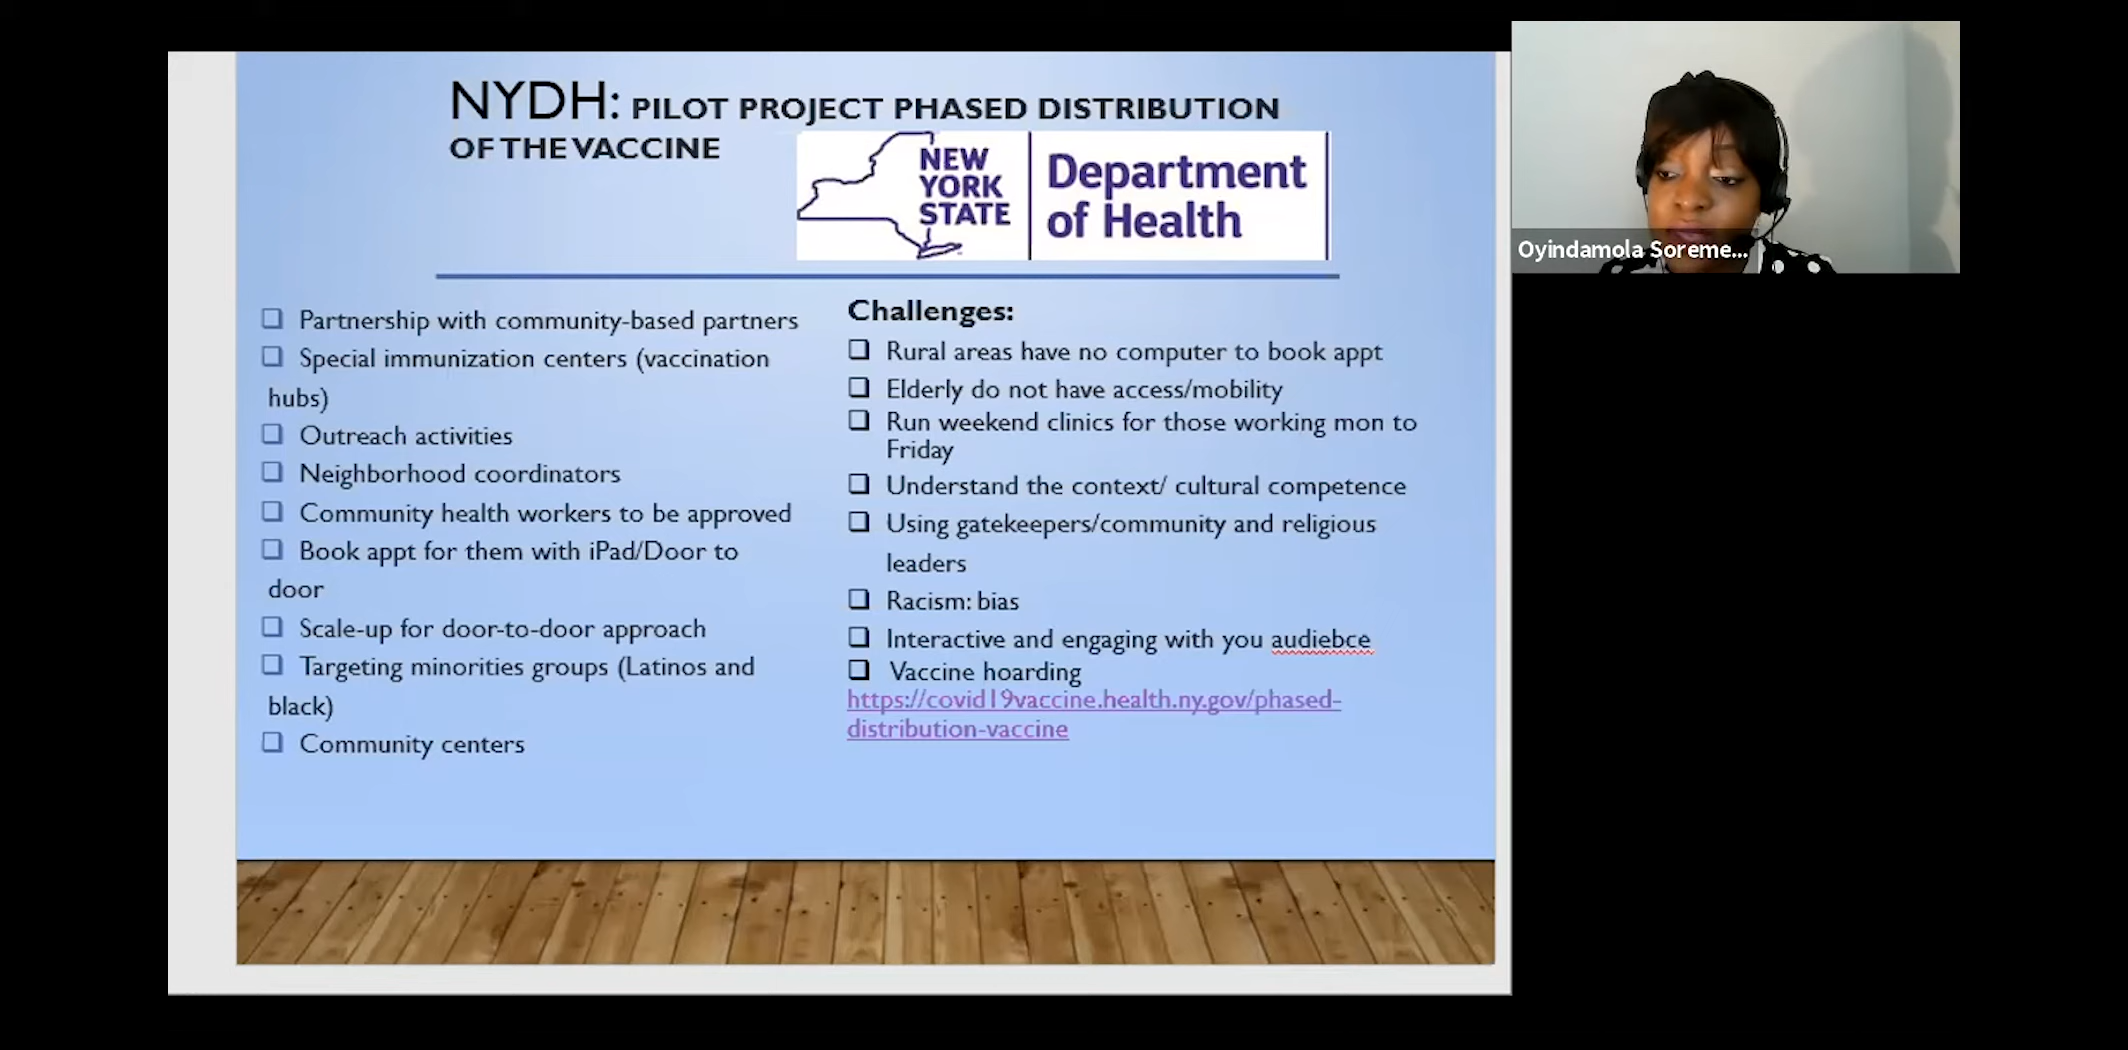 NYDH: PILOT PROJECT PHASED DISTRIBUTION
OF THE VACCINE
NEW
YORK
STATE
Department
of Health
Partnership with community-based partners
Special immunization centers (vaccination
hubs)
Outreach activities
Neighborhood coordinators
Community health workers to be approved
Book appt for them with iPad/Door to
door
Scale-up for door-to-door approach
Targeting minorities groups (Latinos and
black)
Community centers
Challenges:
Rural areas have no computer to book appt
Elderly do not have access/mobility
Run weekend clinics for those working mon to
Friday
Understand the context/ cultural competence
Using gatekeepers/community and religious
leaders
Racism: bias
Interactive and engaging with you audiebce
Vaccine hoarding
https://covid19vaccine.health.ny.gov/phased-
distribution-vaccine
Oyindamola Soreme...